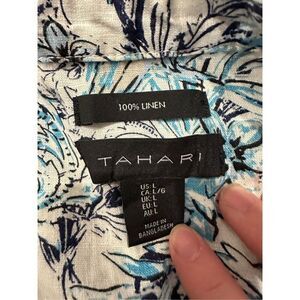 100% LINEN
TAHARI
US:L
CA:L/G
UK:L
EU:L
AU:L
MADE IN
BANGLADESH